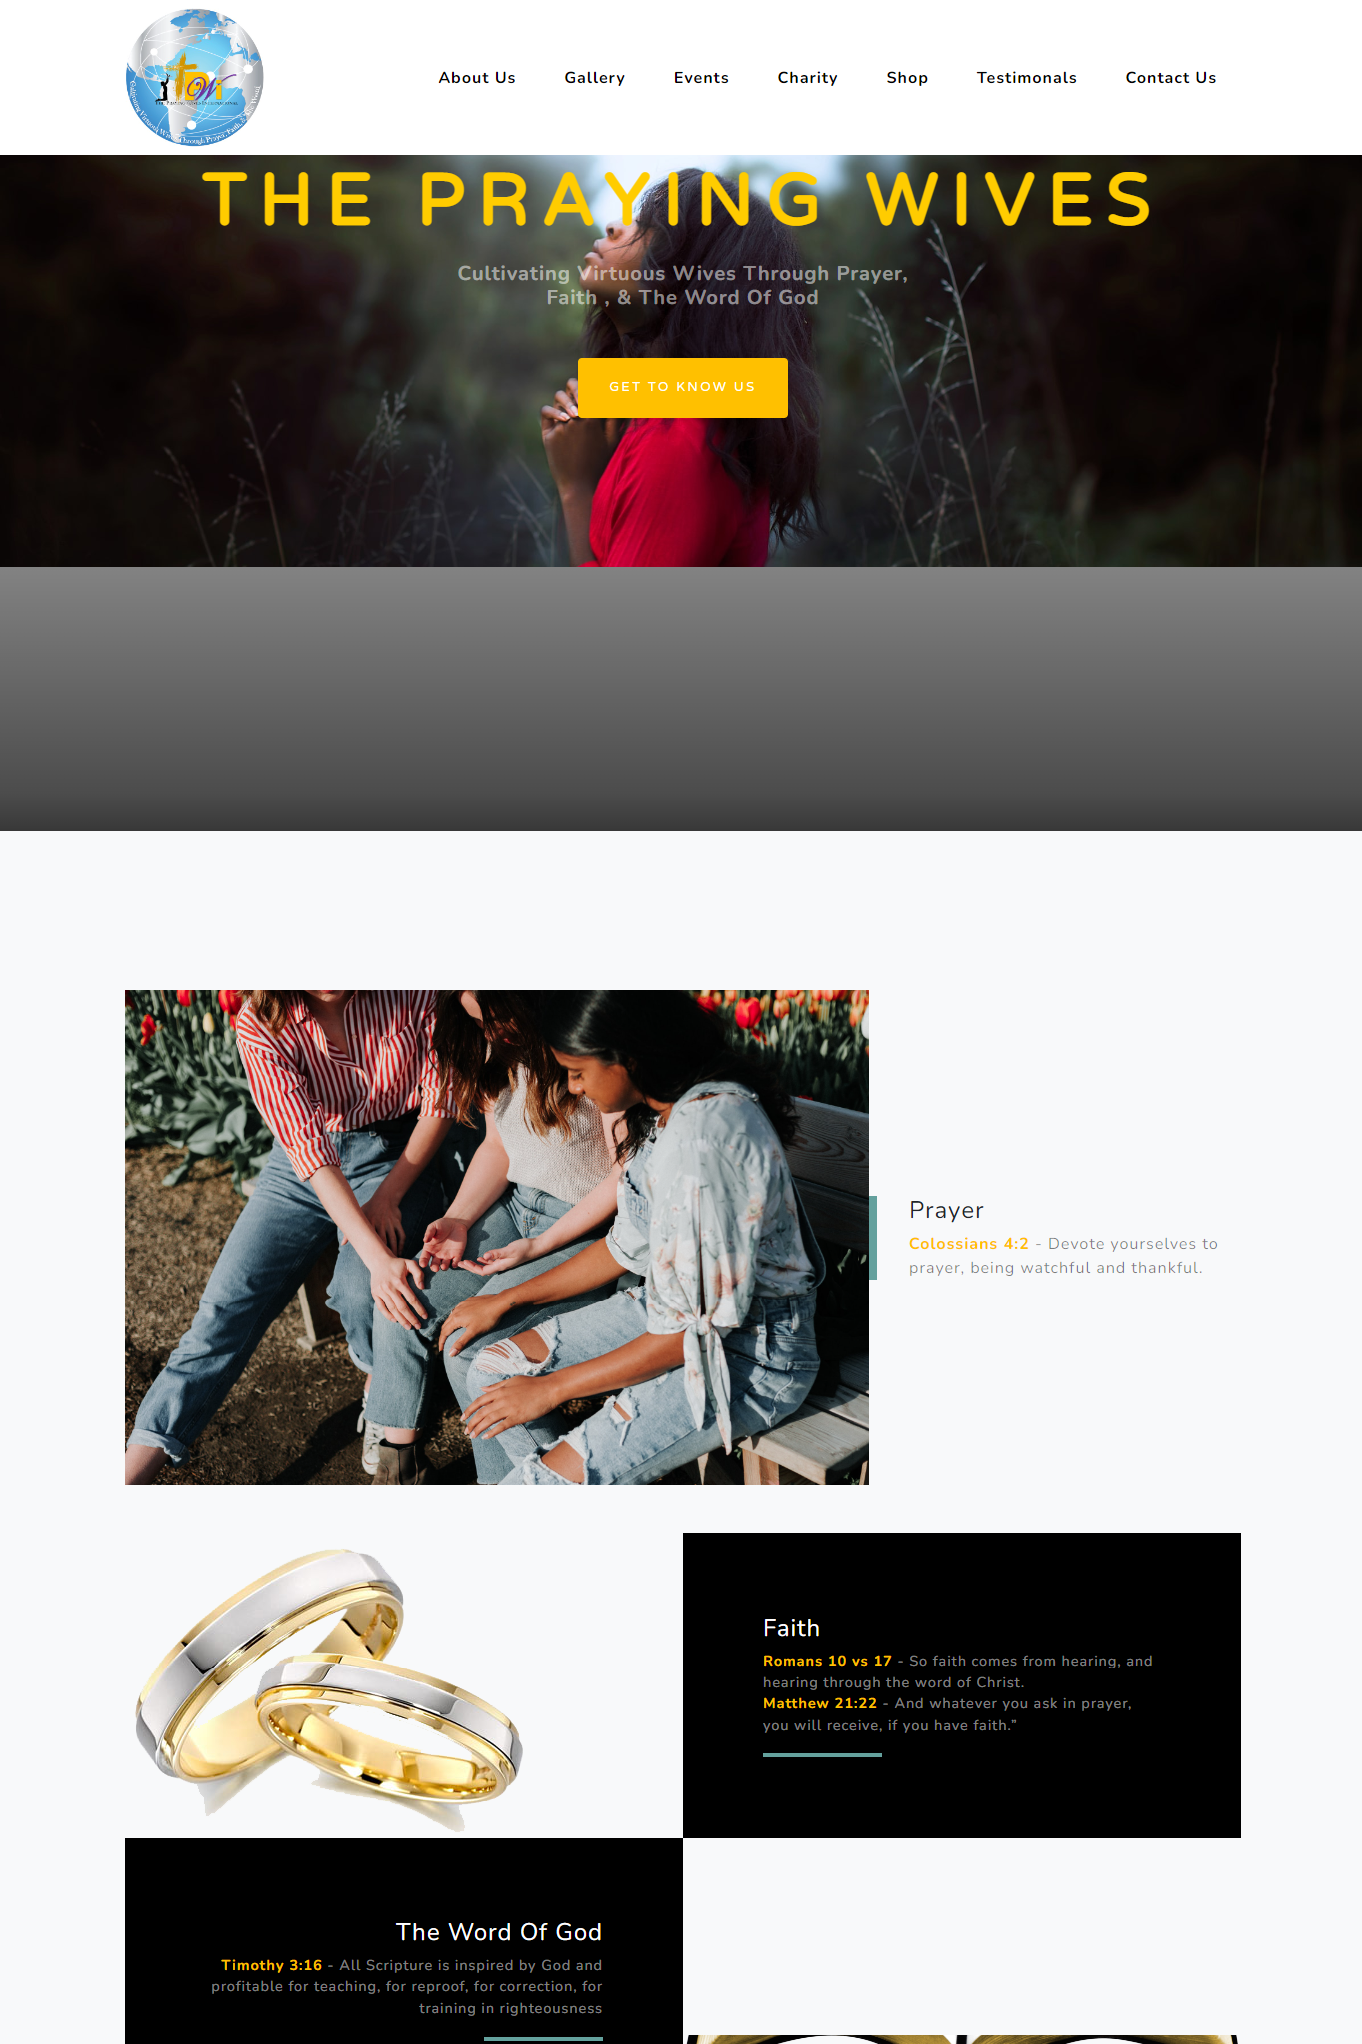 About Us Gallery Events Charity Shop Testimonals Contact Us
THE PRAYING WIVES
Cultivating Virtuous Wives Through Prayer,
Faith , & The Word Of God
GET TO KNOW US
Prayer
Colossians 4:2 - Devote yourselves to
prayer, being watchful and thankful.
Faith
Romans 10 vs 17 - So faith comes from hearing, and
hearing through the word of Christ.
Matthew 21:22 - And whatever you ask in prayer,
you will receive, if you have faith.”
The Word Of God
Timothy 3:16 - All Scripture is inspired by God and
profitable for teaching, for reproof, for correction, for
training in righteousness